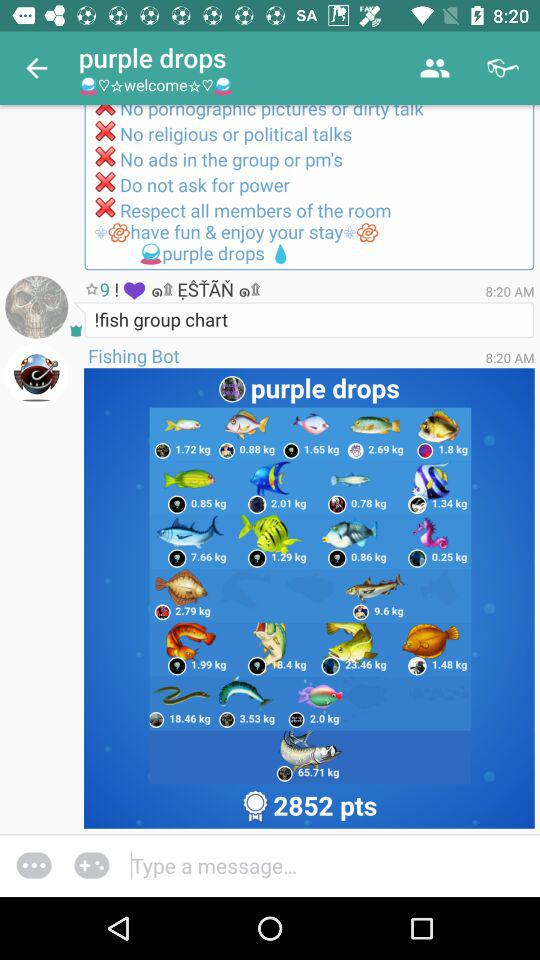 SA 8:20
purple drops
🔮♡☆welcome☆♡🔮
❌ No pornographic pictures or dirty talk
❌ No religious or political talks
❌ No ads in the group or pm's
❌ Do not ask for power
❌ Respect all members of the room
⚜🌼have fun & enjoy your stay⚜🌼
🔮purple drops 💧
☆9 ! 💜 ๑۩ ĘŜŤÃŇ ๑۩ 8:20 AM
!fish group chart
Fishing Bot 8:20 AM
purple drops
1.72 kg 0.88 kg 1.65 kg 2.69 kg 1.8 kg
0.85 kg 2.01 kg 0.78 kg 1.34 kg
7.66 kg 1.29 kg 0.86 kg 0.25 kg
2.79 kg 9.6 kg
1.99 kg 18.4 kg 23.46 kg 1.48 kg
18.46 kg 3.53 kg 2.0 kg
65.71 kg
2852 pts
Type a message...